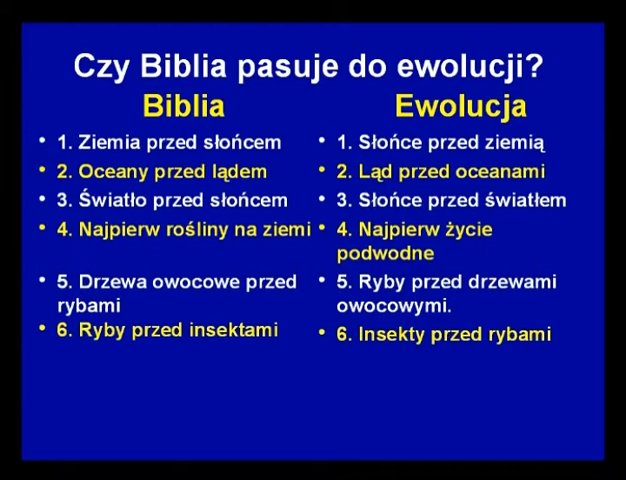 Czy Biblia pasuje do ewolucji?
Biblia
• 1. Ziemia przed słońcem
• 2. Oceany przed lądem
• 3. Światło przed słońcem
• 4. Najpierw rośliny na ziemi
• 5. Drzewa owocowe przed
rybami
• 6. Ryby przed insektami
Ewolucja
• 1. Słońce przed ziemią
• 2. Ląd przed oceanami
• 3. Słońce przed światłem
• 4. Najpierw życie
podwodne
• 5. Ryby przed drzewami
owocowymi.
• 6. Insekty przed rybami